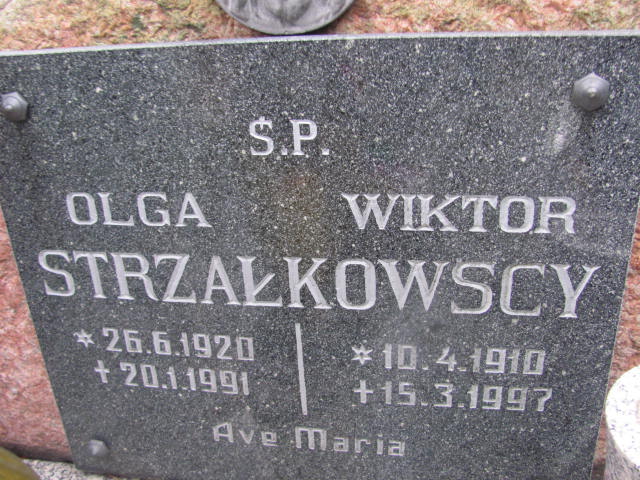 Ś.P.
OLGA WIKTOR
STRZAŁKOWSCY
* 26.6.1920 * 10.4.1910
+ 20.1.1991 + 15.3.1997
Ave Maria